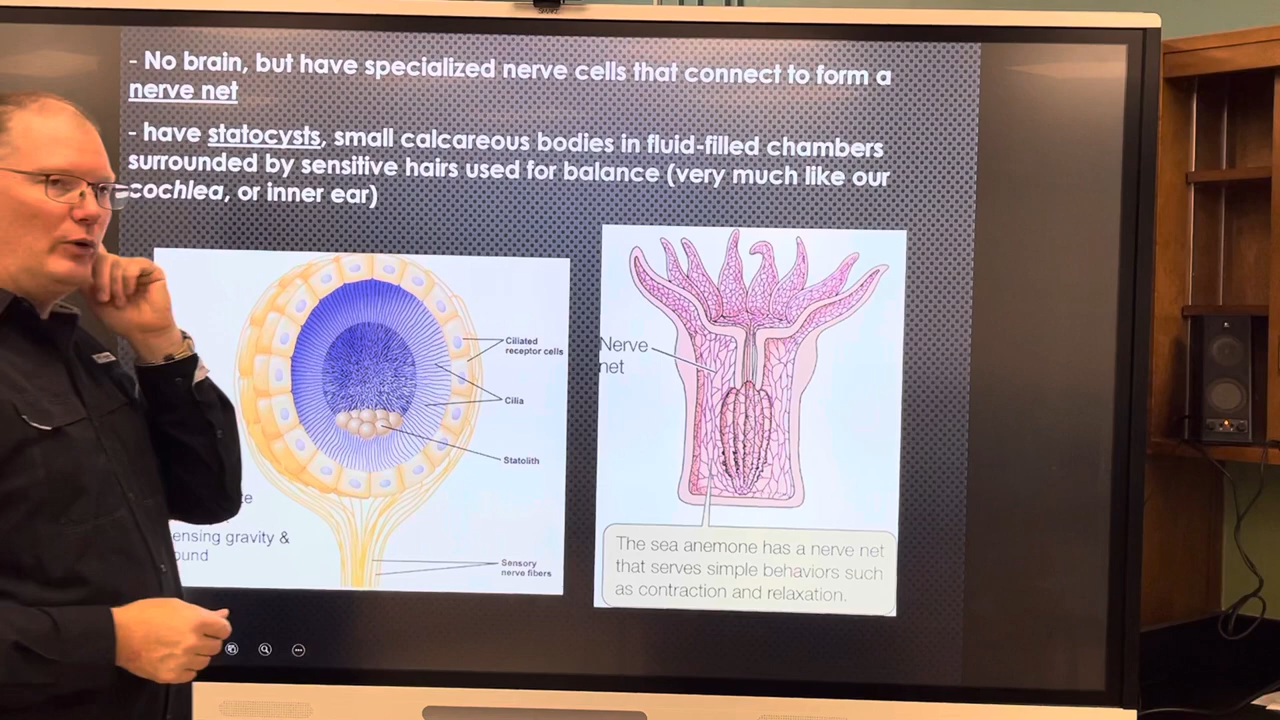 - No brain, but have specialized nerve cells that connect to form a
nerve net
- have statocysts, small calcareous bodies in fluid-filled chambers
surrounded by sensitive hairs used for balance (very much like our
cochlea, or inner ear)
Ciliated
receptor cells
Cilia
Statolith
ensing gravity &
ound
Sensory
nerve fibers
Nerve
net
The sea anemone has a nerve net
that serves simple behaviors such
as contraction and relaxation.